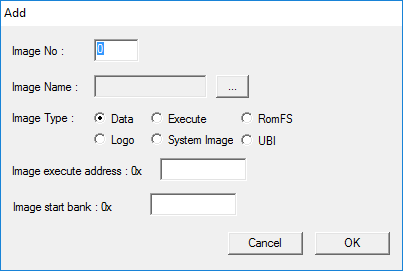 Add
Image No : 0
Image Name : ...
Image Type : Data Execute RomFS
Logo System Image UBI
Image execute address : 0x
Image start bank : 0x
Cancel OK